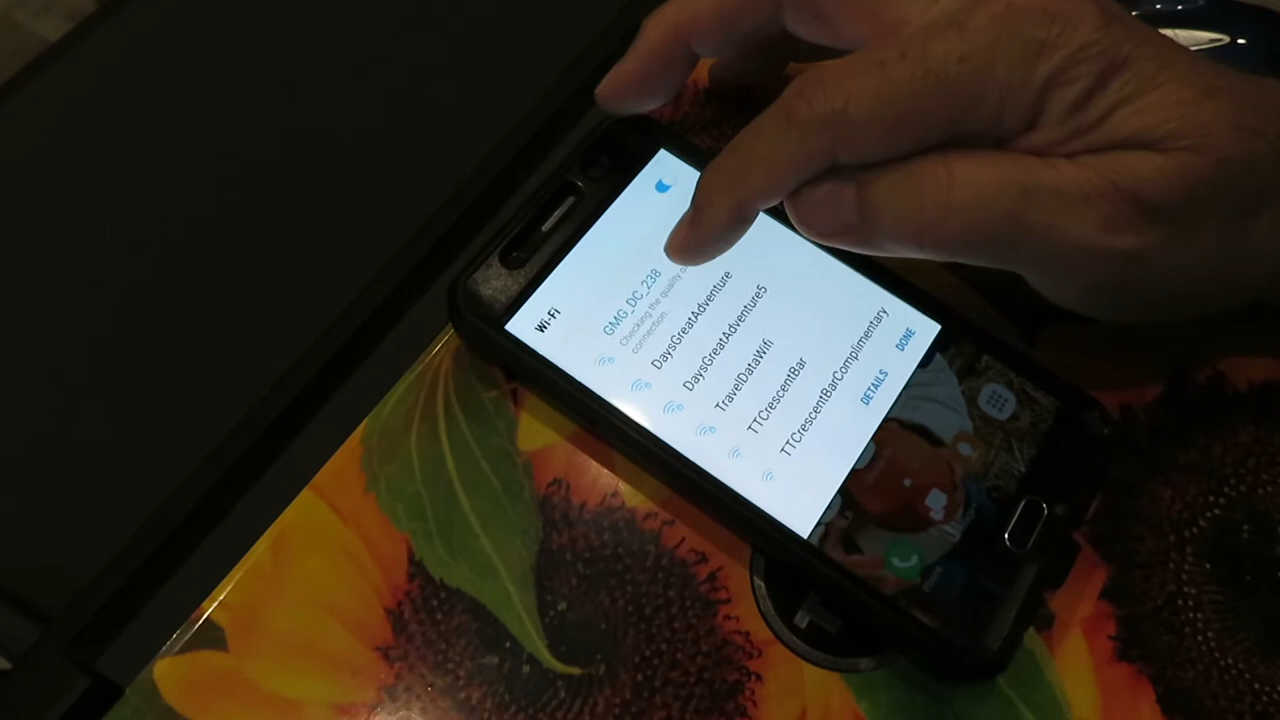 Wi-Fi
GMG_DC_238
Checking the quality o
connection.
DaysGreatAdventure
DaysGreatAdventure5
TravelDataWifi
TTCrescentBar
TTCrescentBarComplimentary
DETAILS
DONE